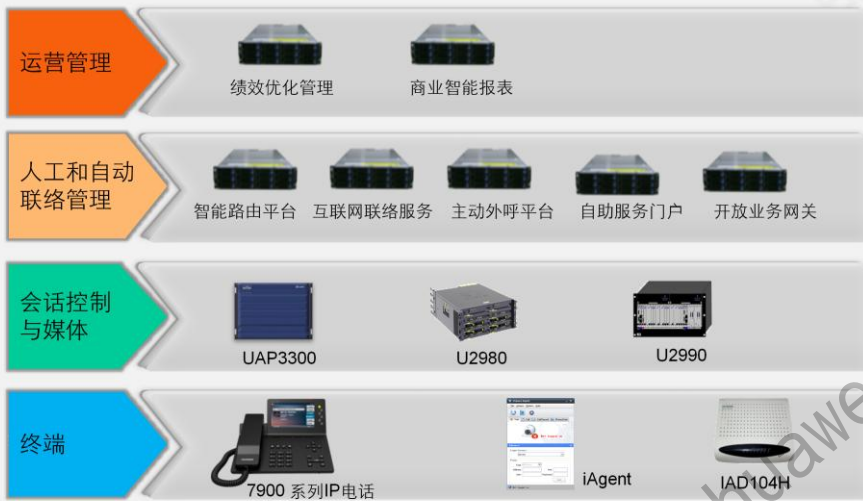 运营管理
绩效优化管理
商业智能报表
人工和自动
联络管理
智能路由平台
互联网联络服务
主动外呼平台
自助服务门户
开放业务网关
会话控制
与媒体
UAP3300
U2980
U2990
终端
7900 系列IP电话
iAgent
IAD104H
huawe